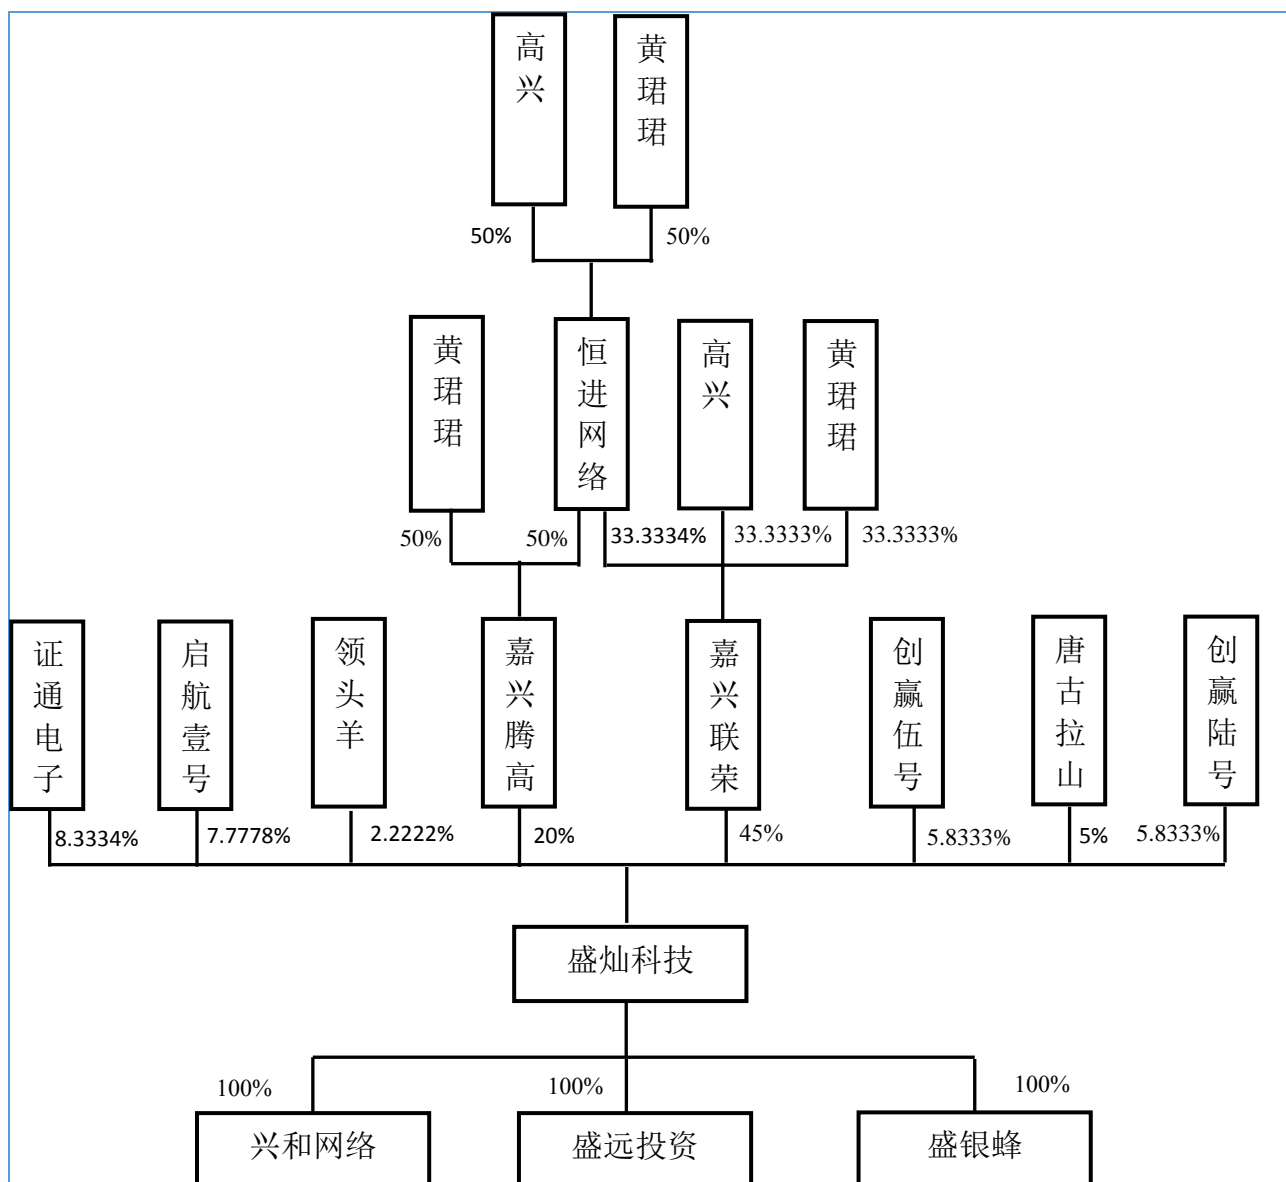 高兴
黄珺珺
50%
50%
黄珺珺
恒进网络
高兴
黄珺珺
50%
50%
33.3334%
33.3333%
33.3333%
证通电子
启航壹号
领头羊
嘉兴腾高
嘉兴联荣
创赢伍号
唐古拉山
创赢陆号
8.3334%
7.7778%
2.2222%
20%
45%
5.8333%
5%
5.8333%
盛灿科技
100%
100%
100%
兴和网络
盛远投资
盛银蜂